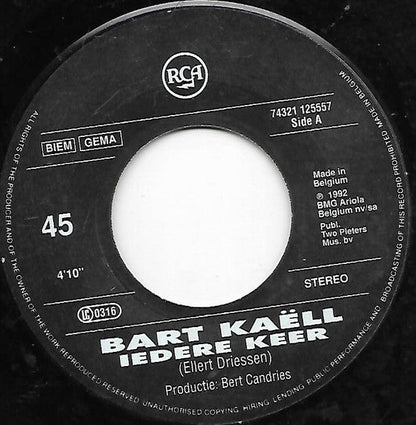 RCA
74321 125557
Side A
BIEM GEMA
Made in
Belgium
℗ 1992
BMG Ariola
Belgium nv/sa
Publ.
Two Pieters
Mus. bv
45
4'10"
STEREO
LC 0316
BART KAËLL
IEDERE KEER
(Ellert Driessen)
Productie: Bert Candries
ALL RIGHTS OF THE PRODUCER AND OF THE OWNER OF THE WORK REPRODUCED RESERVED UNAUTHORISED COPYING, HIRING, LENDING, PUBLIC PERFORMANCE AND BROADCASTING OF THIS RECORD PROHIBITED MADE IN BELGIUM